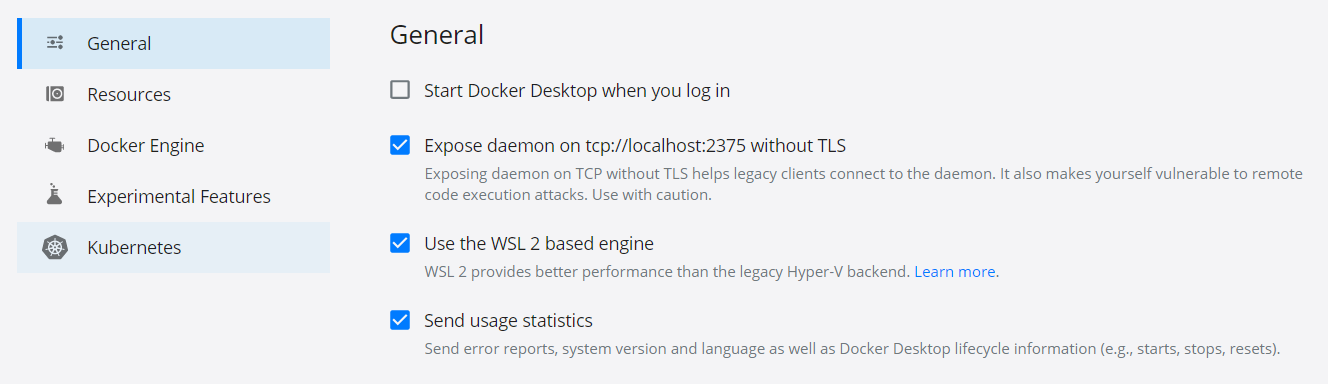 General
Resources
Docker Engine
Experimental Features
Kubernetes
General
Start Docker Desktop when you log in
Expose daemon on tcp://localhost:2375 without TLS
Exposing daemon on TCP without TLS helps legacy clients connect to the daemon. It also makes yourself vulnerable to remote
code execution attacks. Use with caution.
Use the WSL 2 based engine
WSL 2 provides better performance than the legacy Hyper-V backend. Learn more.
Send usage statistics
Send error reports, system version and language as well as Docker Desktop lifecycle information (e.g., starts, stops, resets).